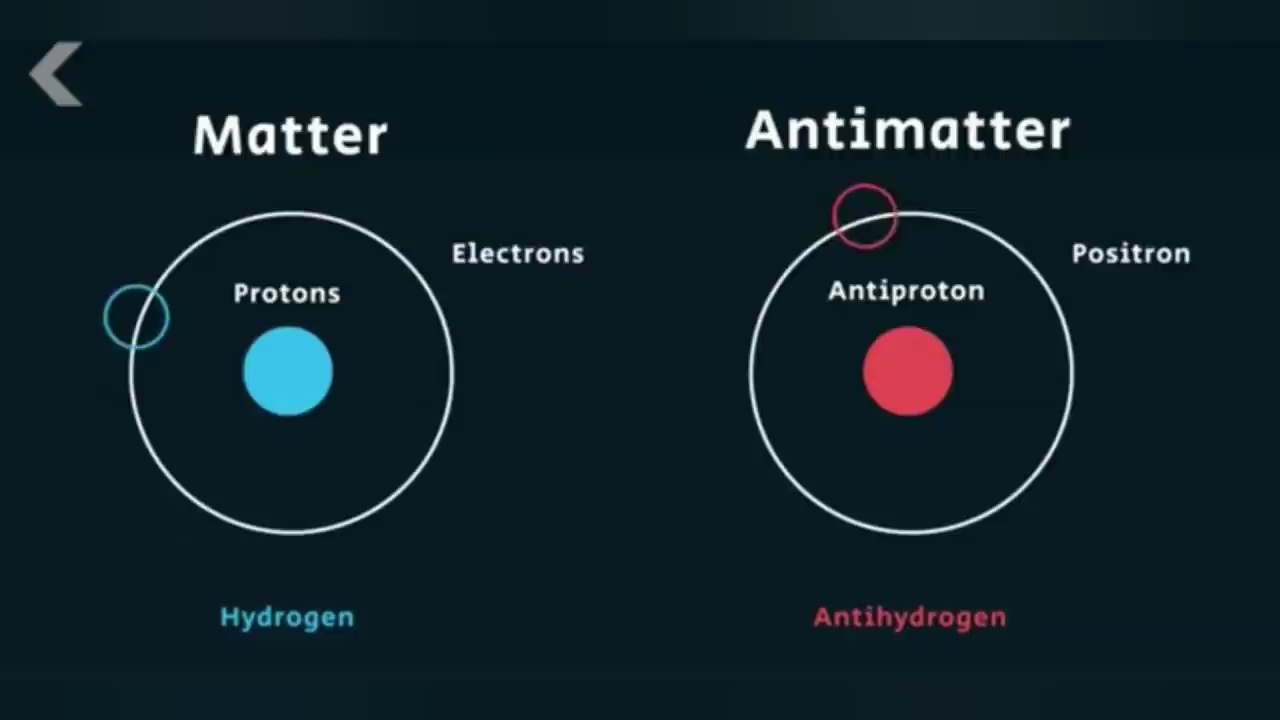 Matter
Antimatter
Electrons
Positron
Protons
Antiproton
Hydrogen
Antihydrogen